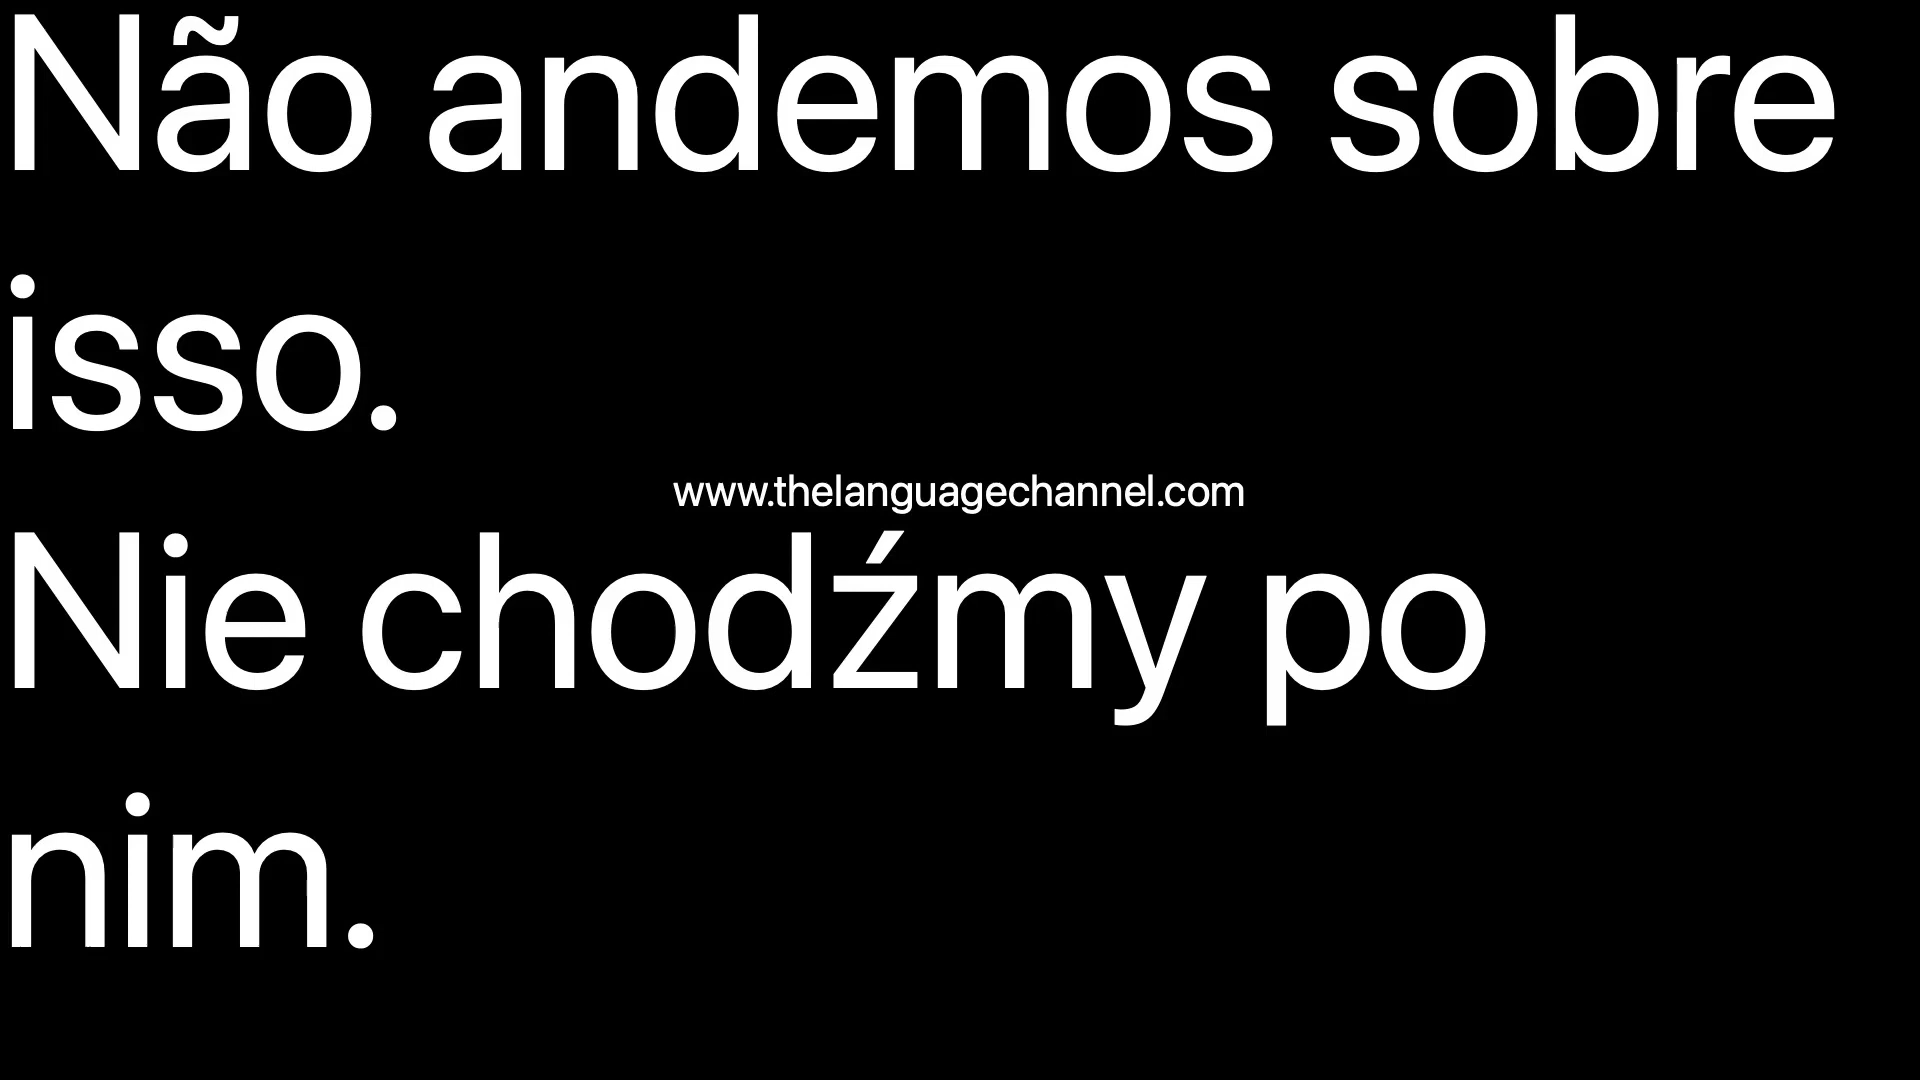 Não andemos sobre
isso.
www.thelanguagechannel.com
Nie chodźmy po
nim.